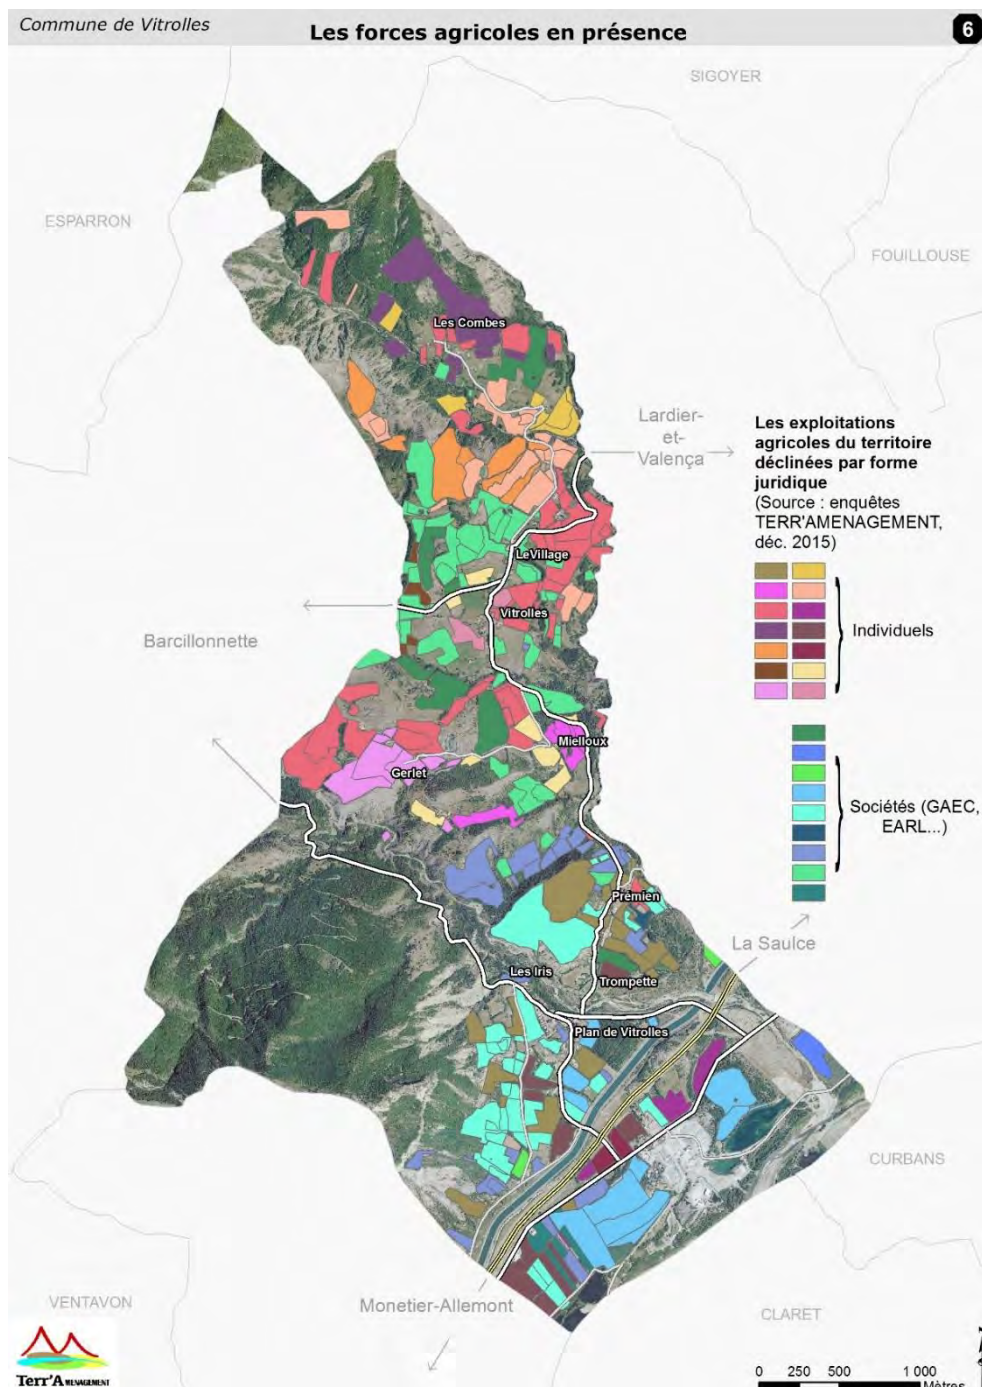 Commune de Vitrolles
Les forces agricoles en présence
6
SIGOYER
ESPARRON
FOUILLOUSE
Les Combes
Lardier-
et-
Valença
Les exploitations
agricoles du territoire
déclinées par forme
juridique
(Source : enquêtes
TERR'AMENAGEMENT,
déc. 2015)
LeVillage
Vitrolles
Individuels
Barcillonnette
Mielloux
Gerlet
Sociétés (GAEC,
EARL...)
Prémien
La Saulce
Les Iris
Trompette
Plan de Vitrolles
CURBANS
VENTAVON
Monetier-Allemont
CLARET
Terr'AMENAGEMENT
0 250 500 1 000
Mètres